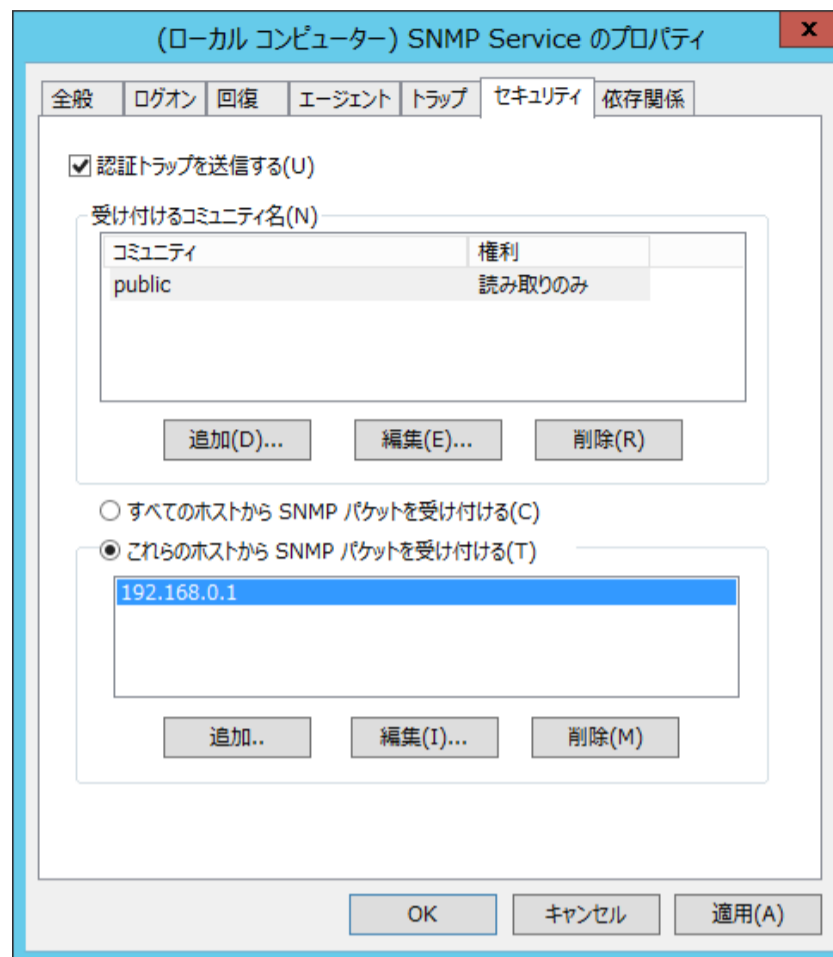 (ローカル コンピューター) SNMP Service のプロパティ
x
全般 ログオン 回復 エージェント トラップ セキュリティ 依存関係
認証トラップを送信する(U)
受け付けるコミュニティ名(N)
コミュニティ 権利
public 読み取りのみ
追加(D)... 編集(E)... 削除(R)
すべてのホストから SNMP パケットを受け付ける(C)
これらのホストから SNMP パケットを受け付ける(T)
192.168.0.1
追加.. 編集(I)... 削除(M)
OK キャンセル 適用(A)